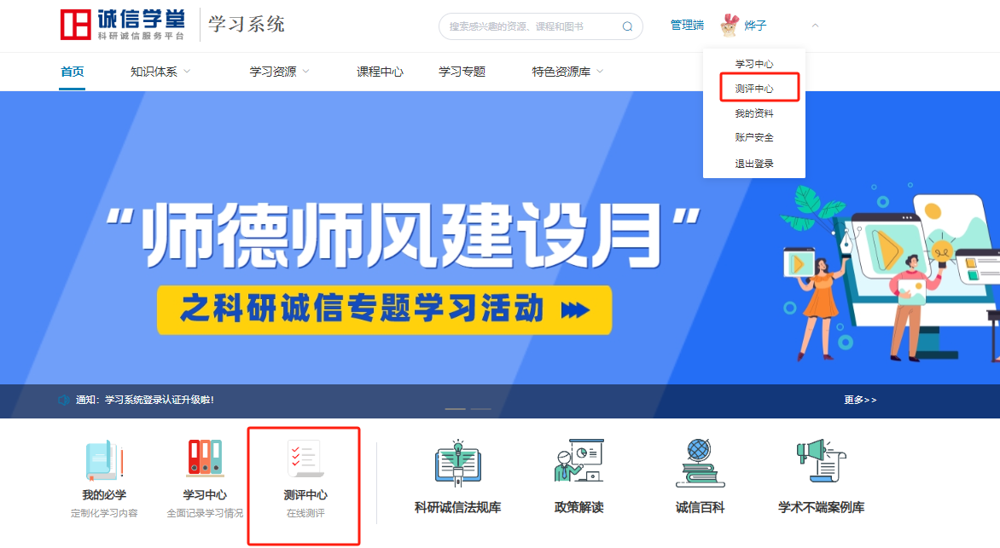 诚信学堂
科研诚信服务平台
学习系统
搜索感兴趣的资源、课程和图书
管理端
烨子
首页
知识体系
学习资源
课程中心
学习专题
特色资源库
学习中心
测评中心
我的资料
账户安全
退出登录
“师德师风建设月”
之科研诚信专题学习活动
通知：学习系统登录认证升级啦!
更多>>
我的必学
定制化学习内容
学习中心
全面记录学习情况
测评中心
在线测评
科研诚信法规库
政策解读
诚信百科
学术不端案例库